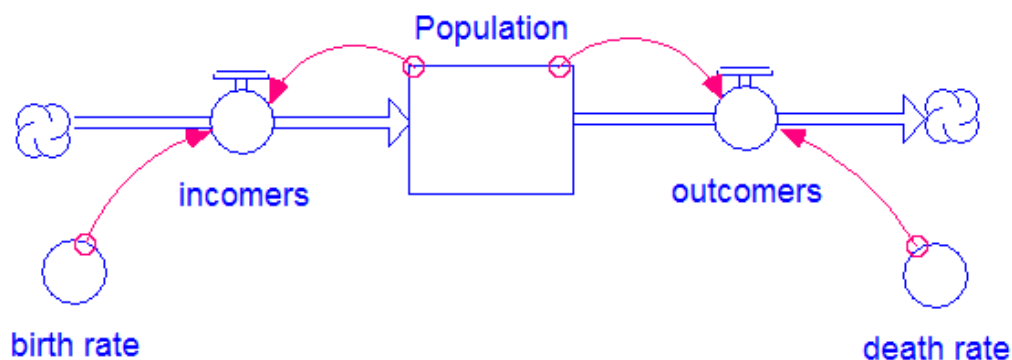 Population
incomers
outcomers
birth rate
death rate